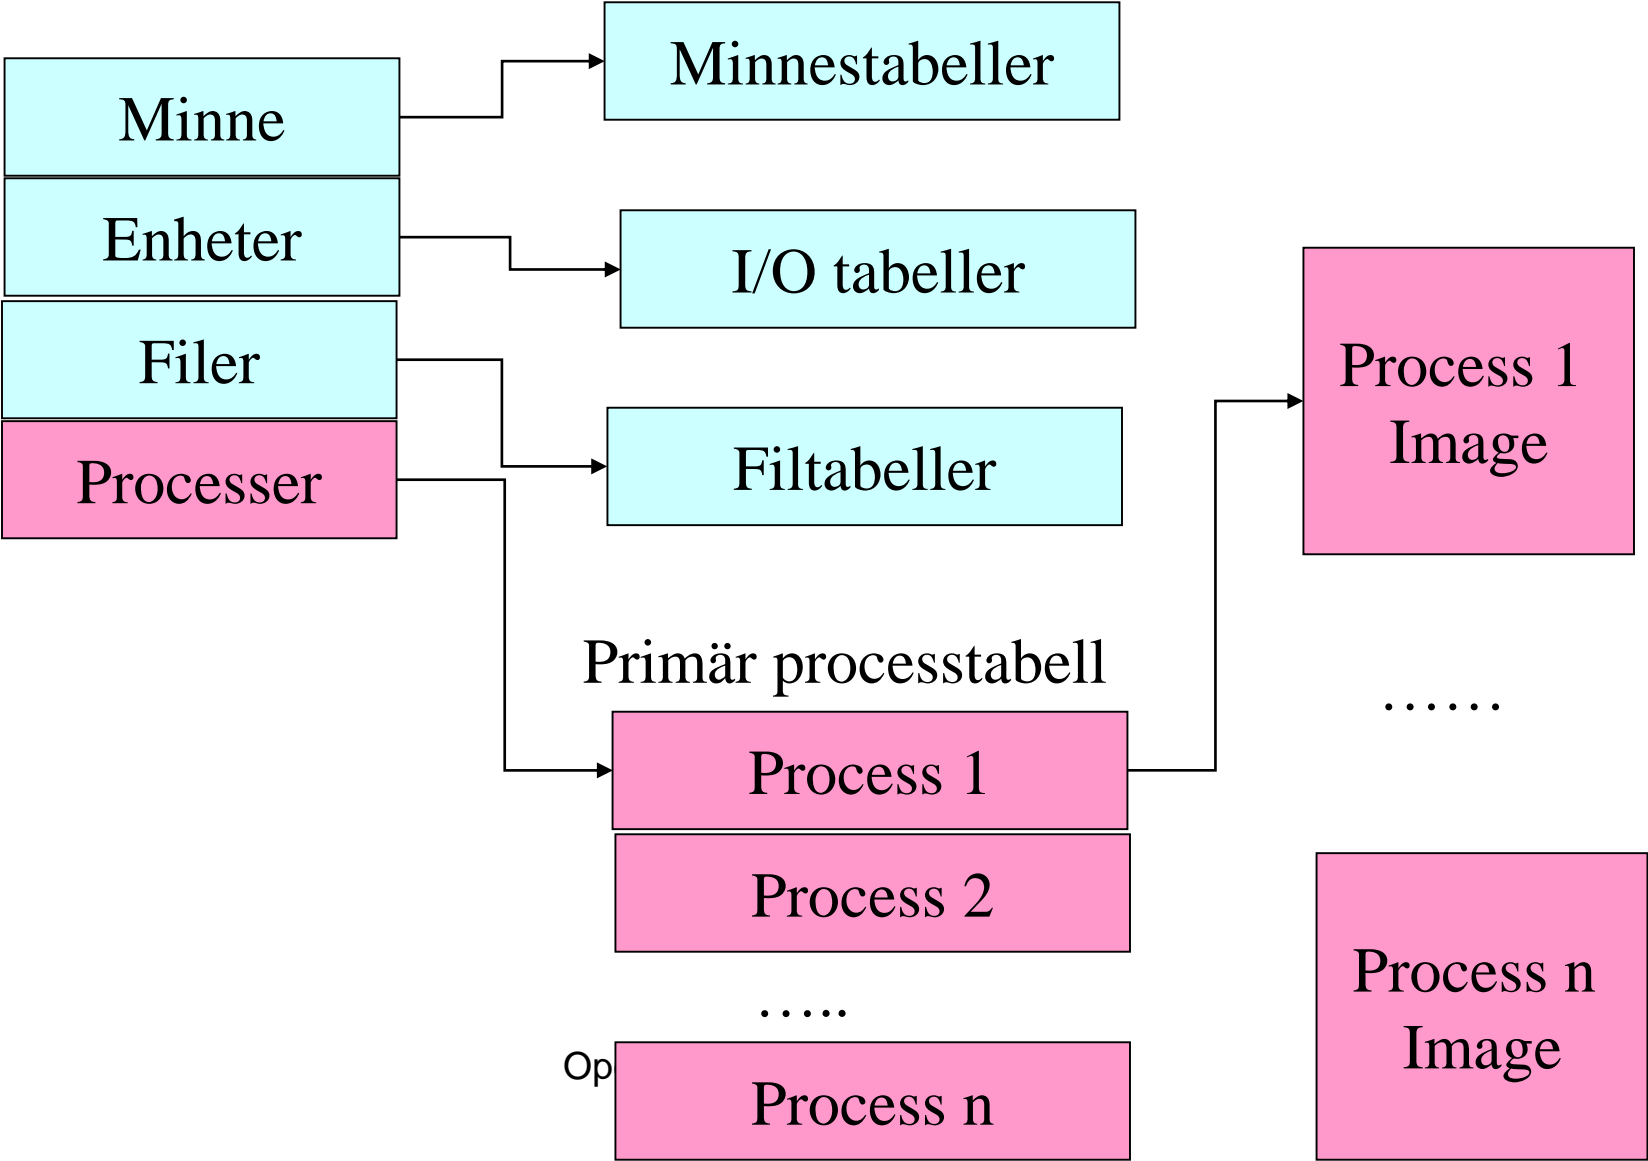 Minnestabeller
Minne
Enheter
I/O tabeller
Filer
Filtabeller
Processer
Process 1
Image
Primär processtabell
......
Process 1
Process 2
.....
Process n
Image
Op
Process n